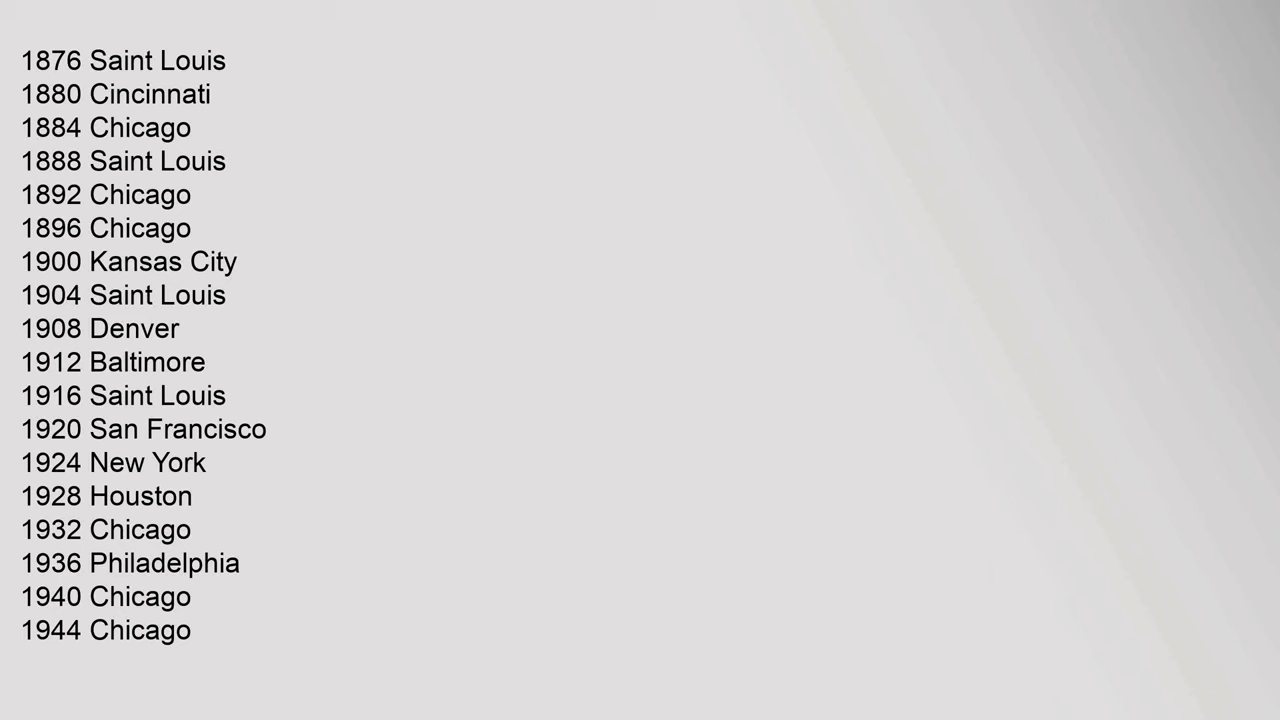 1876 Saint Louis
1880 Cincinnati
1884 Chicago
1888 Saint Louis
1892 Chicago
1896 Chicago
1900 Kansas City
1904 Saint Louis
1908 Denver
1912 Baltimore
1916 Saint Louis
1920 San Francisco
1924 New York
1928 Houston
1932 Chicago
1936 Philadelphia
1940 Chicago
1944 Chicago